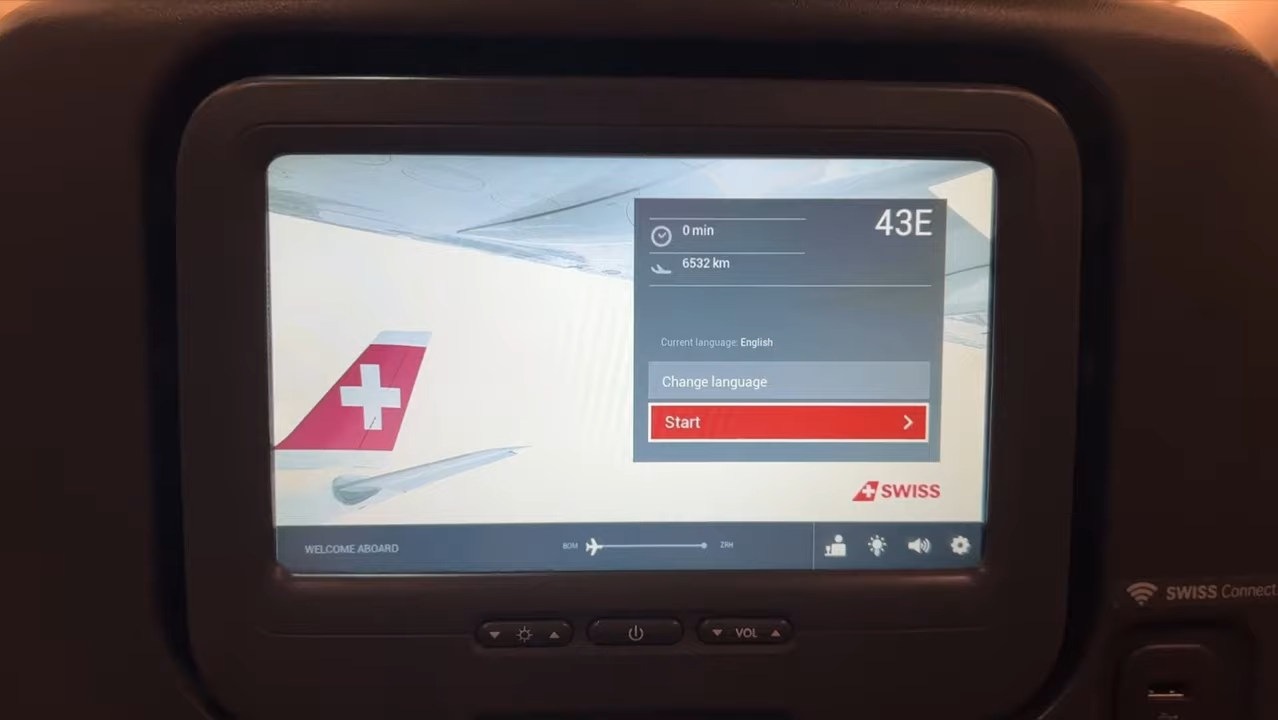 43E
0 min
6532 km
Current language: English
Change language
Start
SWISS
WELCOME ABOARD
BOM
ZRH
SWISS Connect
VOL